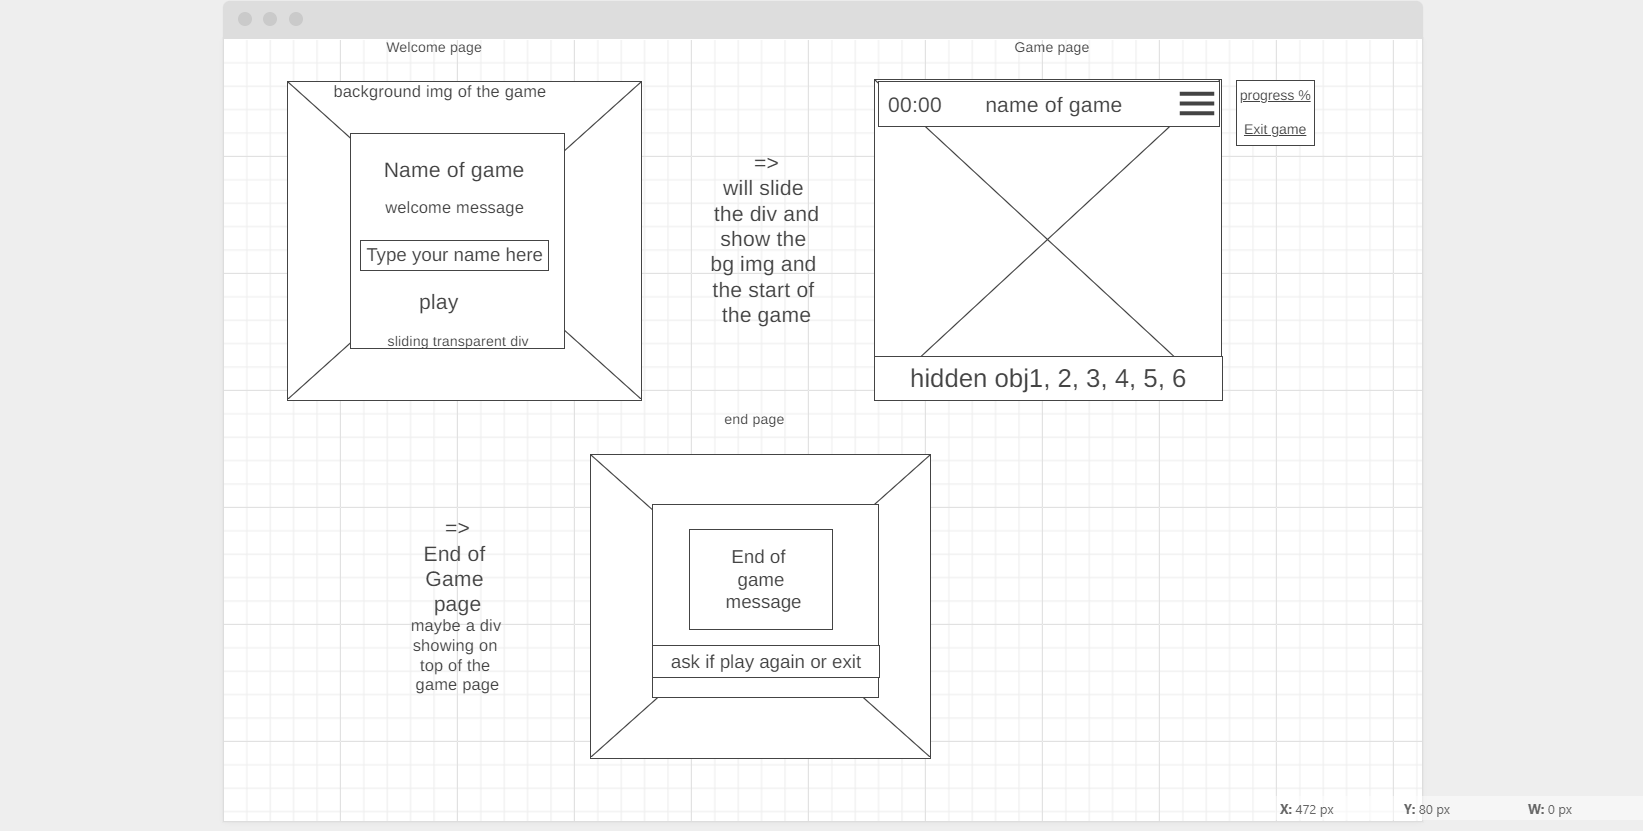 Welcome page
Game page
background img of the game
Name of game
welcome message
Type your name here
play
sliding transparent div
=>
will slide
the div and
show the
bg img and
the start of
the game
00:00 name of game
progress %
Exit game
hidden obj1, 2, 3, 4, 5, 6
end page
=>
End of
Game
page
maybe a div
showing on
top of the
game page
End of
game
message
ask if play again or exit
X: 472 px Y: 80 px W: 0 px